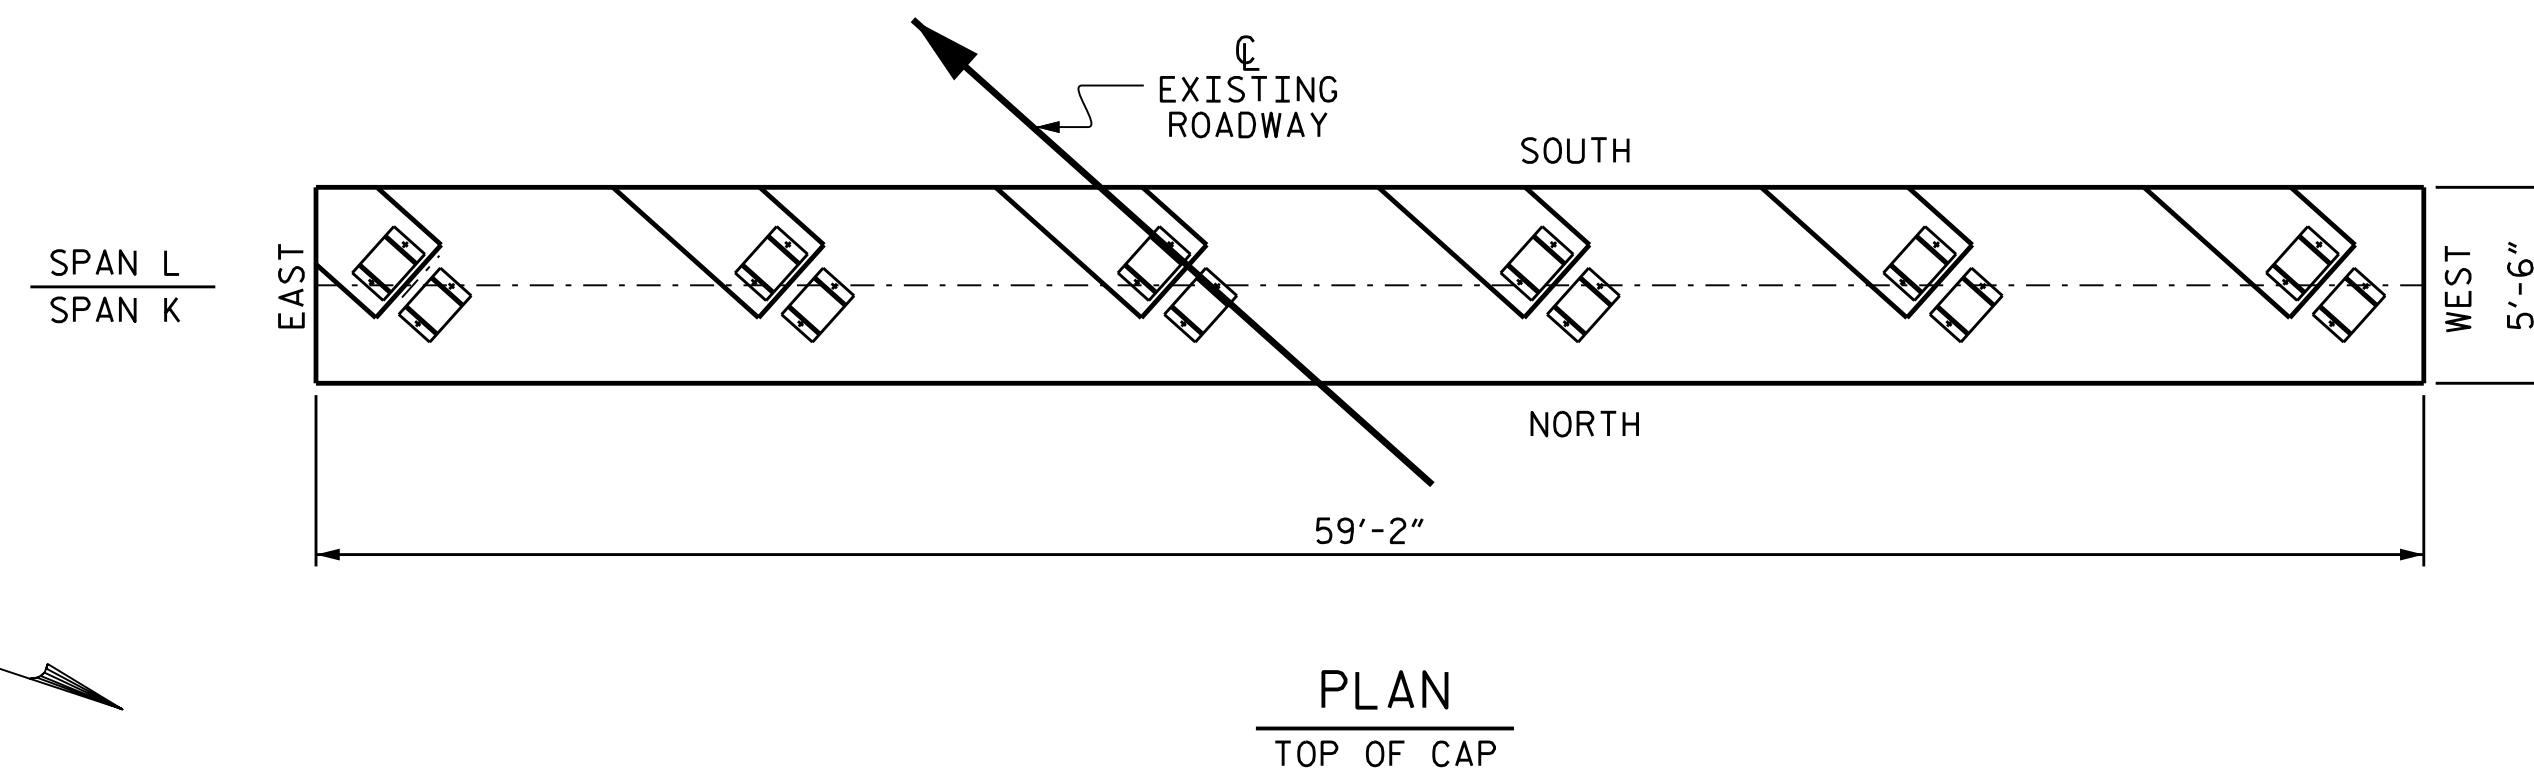 ℄
EXISTING
ROADWAY
SOUTH
SPAN L
SPAN K
EAST
WEST
5'-6"
NORTH
59'-2"
PLAN
TOP OF CAP